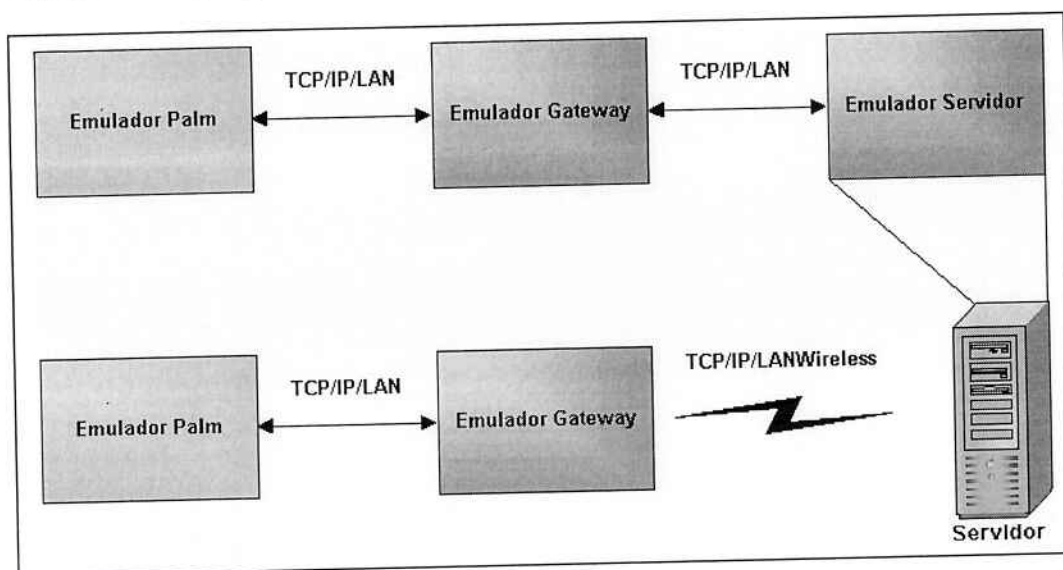 TCP/IP/LAN
TCP/IP/LAN
Emulador Palm
Emulador Gateway
Emulador Servidor
TCP/IP/LAN
TCP/IP/LANWireless
Emulador Palm
Emulador Gateway
Servidor